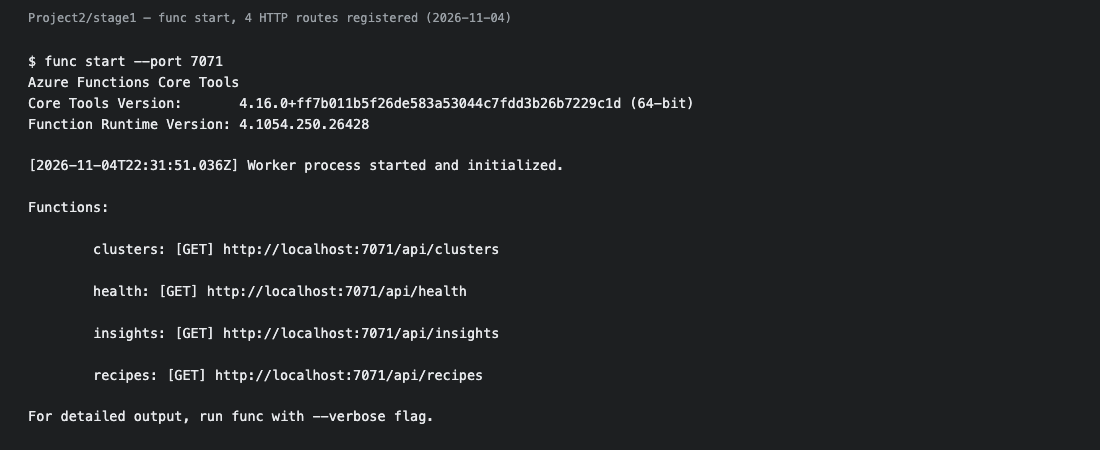 Project2/stage1 — func start, 4 HTTP routes registered (2026-11-04)
$ func start --port 7071
Azure Functions Core Tools
Core Tools Version:       4.16.0+ff7b011b5f26de583a53044c7fdd3b26b7229c1d (64-bit)
Function Runtime Version: 4.1054.250.26428
[2026-11-04T22:31:51.036Z] Worker process started and initialized.
Functions:
clusters: [GET] http://localhost:7071/api/clusters
health: [GET] http://localhost:7071/api/health
insights: [GET] http://localhost:7071/api/insights
recipes: [GET] http://localhost:7071/api/recipes
For detailed output, run func with --verbose flag.